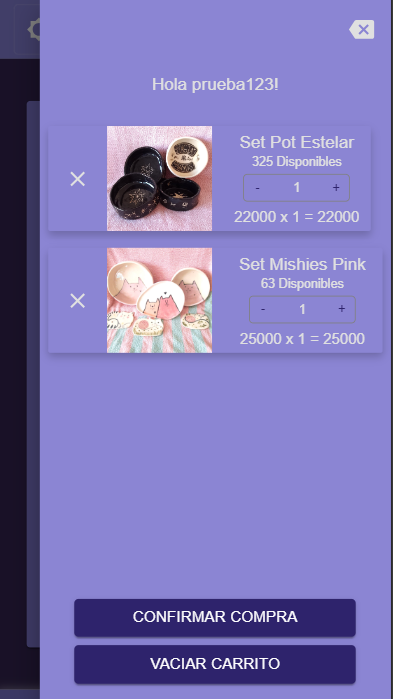 Hola prueba123!
Set Pot Estelar
325 Disponibles
- 1 +
22000 x 1 = 22000
Set Mishies Pink
63 Disponibles
- 1 +
25000 x 1 = 25000
CONFIRMAR COMPRA
VACIAR CARRITO